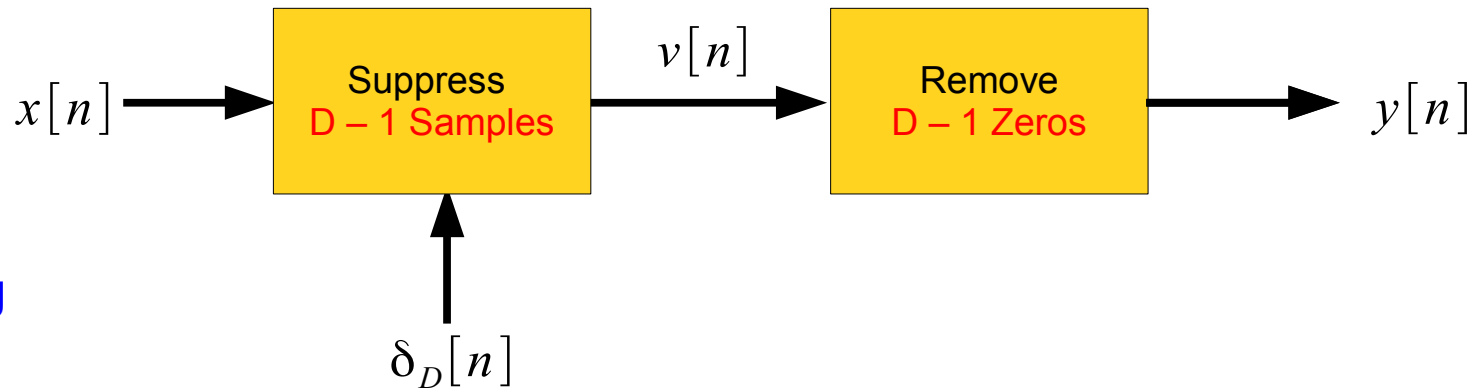 x[n]
Suppress
D – 1 Samples
v[n]
Remove
D – 1 Zeros
y[n]
δ_D[n]